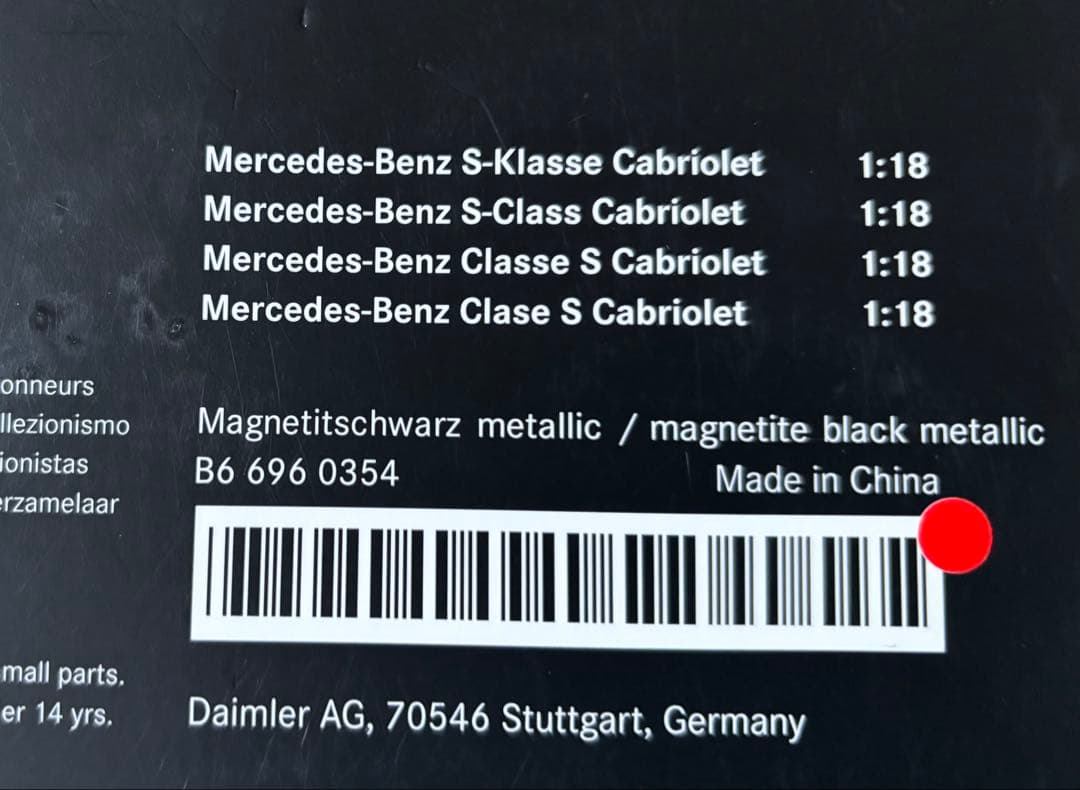 Mercedes-Benz S-Klasse Cabriolet 1:18
Mercedes-Benz S-Class Cabriolet 1:18
Mercedes-Benz Classe S Cabriolet 1:18
Mercedes-Benz Clase S Cabriolet 1:18
onneurs
llezionismo
ionistas
erzamelaar
Magnetitschwarz metallic / magnetite black metallic
B6 696 0354 Made in China
mall parts.
er 14 yrs.
Daimler AG, 70546 Stuttgart, Germany